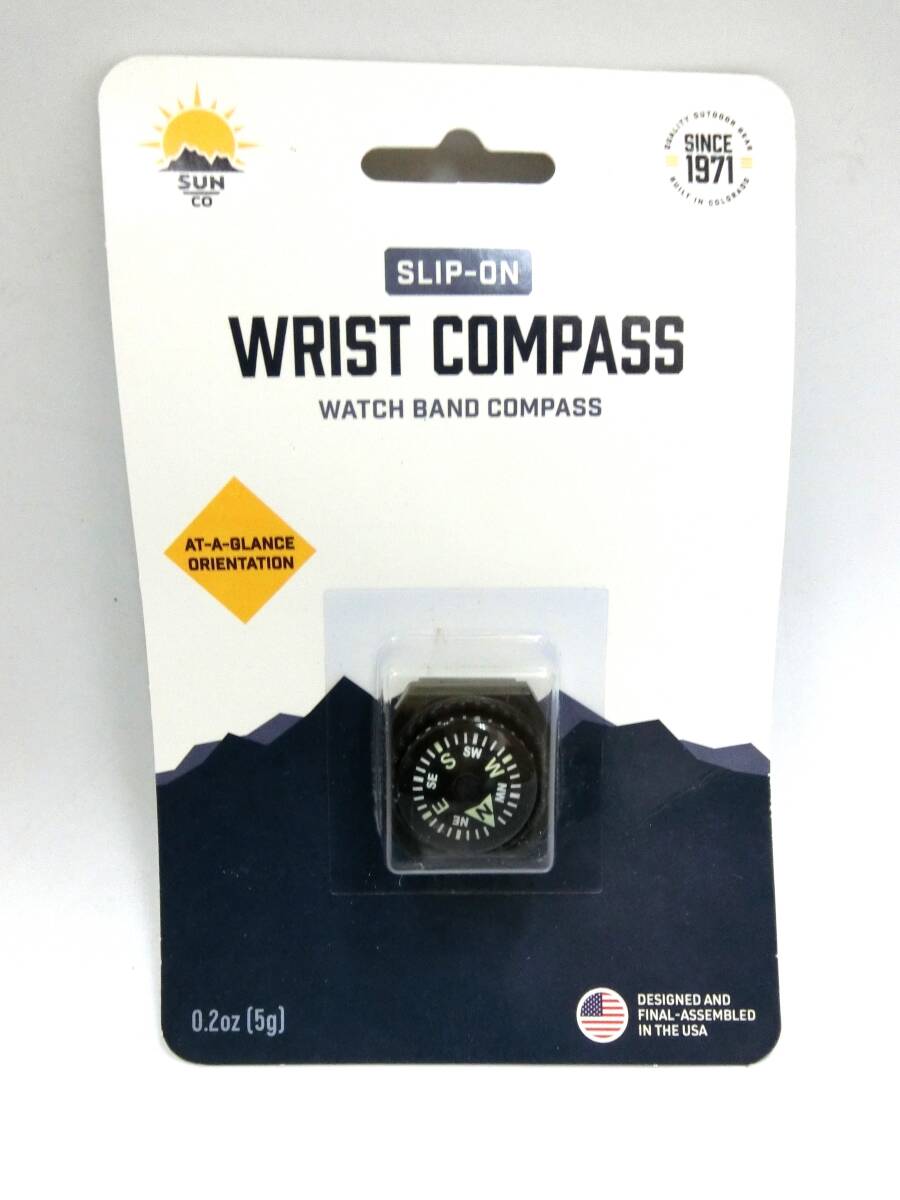 SUN
CO
QUALITY OUTDOOR GEAR
SINCE
1971
BUILT IN COLORADO
SLIP-ON
WRIST COMPASS
WATCH BAND COMPASS
AT-A-GLANCE
ORIENTATION
S
SW
W
NW
N
NE
E
SE
0.2oz (5g)
DESIGNED AND
FINAL-ASSEMBLED
IN THE USA